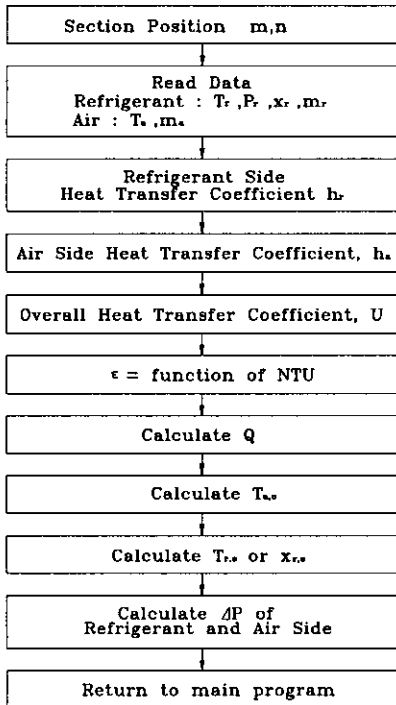 Section Position m,n
Read Data
Refrigerant : Tᵣ ,Pᵣ ,xᵣ ,mᵣ
Air : Tₐ ,mₐ
Refrigerant Side
Heat Transfer Coefficient hᵣ
Air Side Heat Transfer Coefficient, hₐ
Overall Heat Transfer Coefficient, U
ε = function of NTU
Calculate Q
Calculate Tₐ,ₒ
Calculate Tᵣ,ₒ or xᵣ,ₒ
Calculate ΔP of
Refrigerant and Air Side
Return to main program